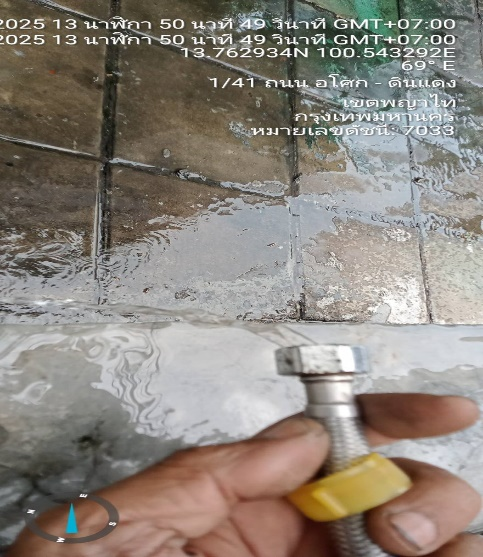 2025 13 นาฬิกา 50 นาที 49 วินาที GMT+07:00
2025 13 นาฬิกา 50 นาที 49 วินาที GMT+07:00
13.762934N 100.543292E
69° E
1/41 ถนน อโศก - ดินแดง
เขตพญาไท
กรุงเทพมหานคร
หมายเลขดัชนี: 7033